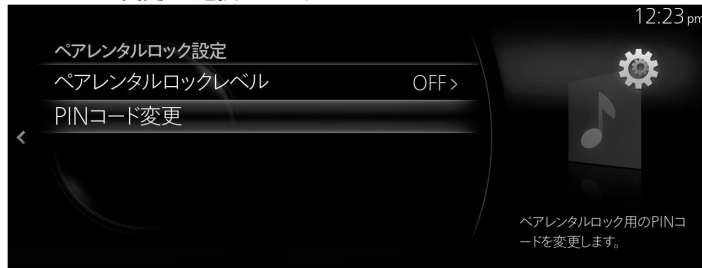 12:23 pm
ペアレンタルロック設定
ペアレンタルロックレベル OFF>
PINコード変更
<
ペアレンタルロック用のPINコ
ードを変更します。